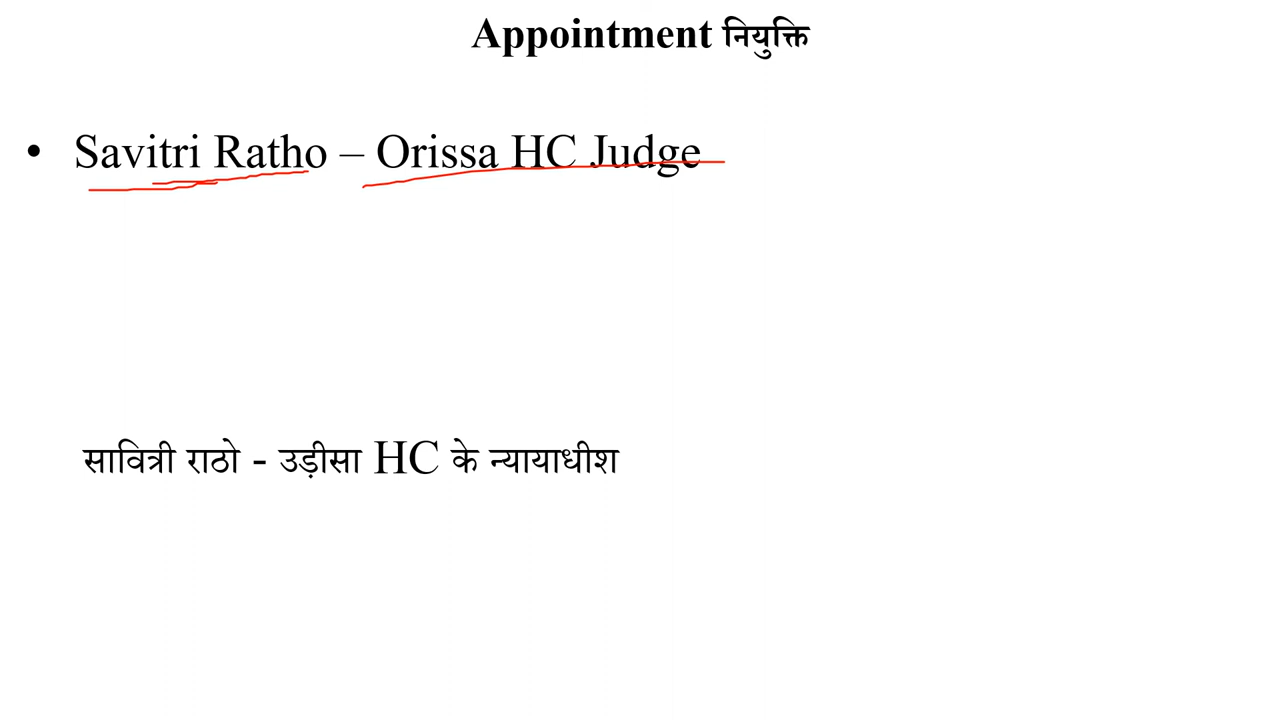 Appointment नियुक्ति
• Savitri Ratho – Orissa HC Judge
सावित्री राठो - उड़ीसा HC के न्यायाधीश